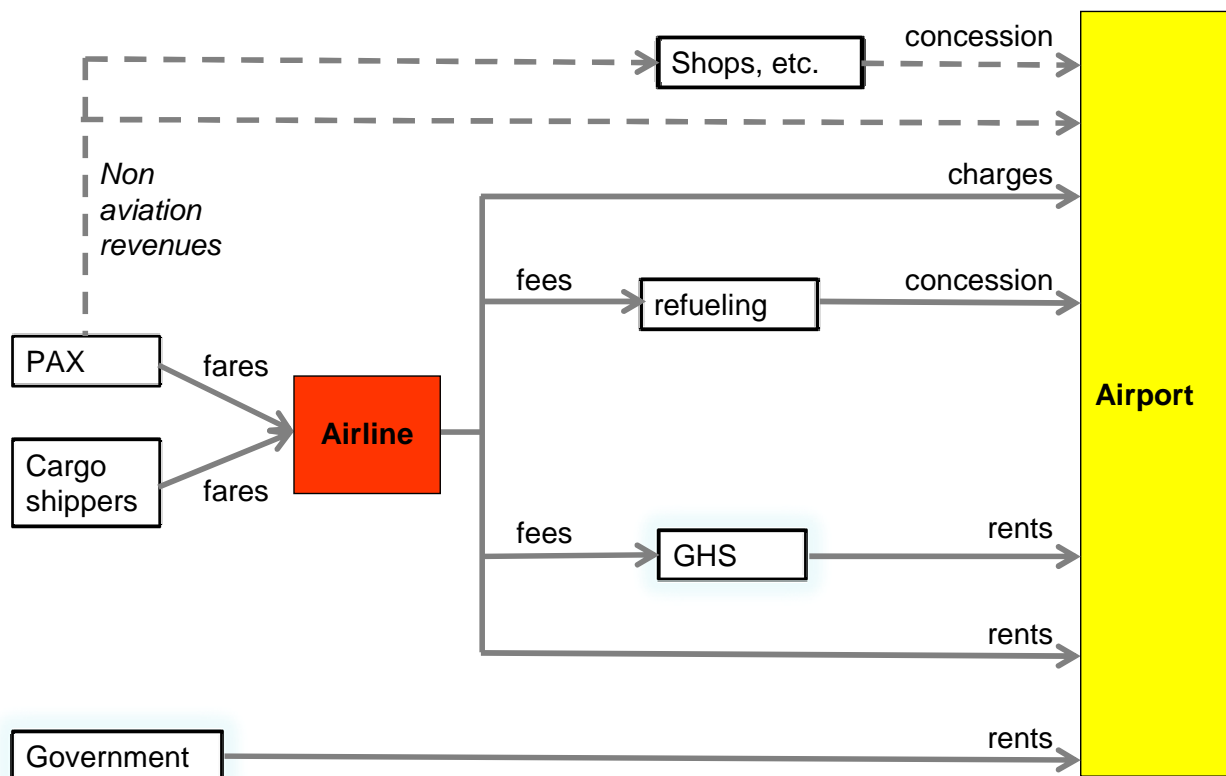 concession
Shops, etc.
Non
aviation
revenues
charges
fees
refueling
concession
PAX
fares
Airline
Airport
Cargo
shippers
fares
fees
GHS
rents
rents
Government
rents